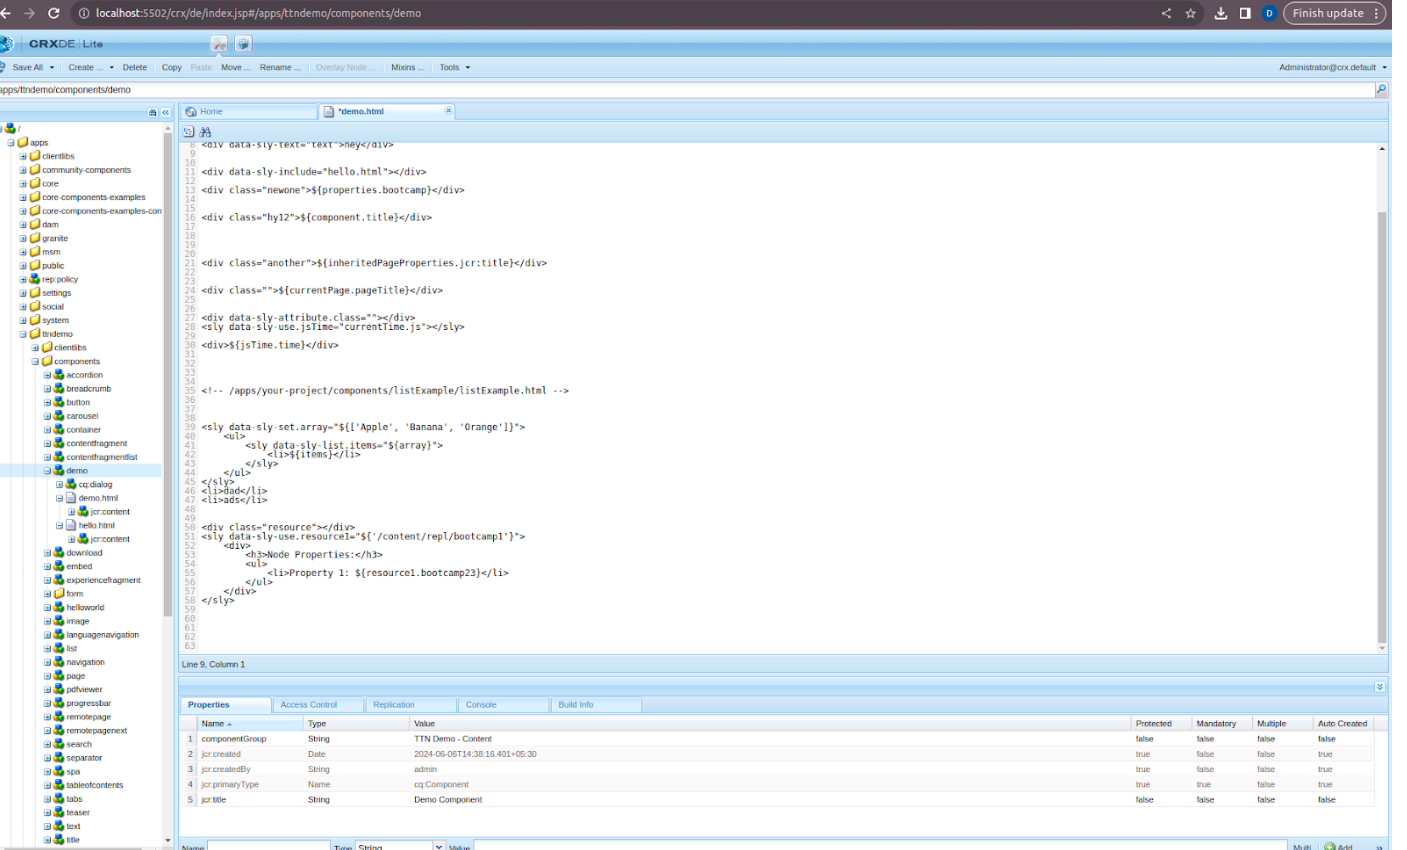 localhost:5502/crx/de/index.jsp#/apps/ttndemo/components/demo
D
Finish update
CRXDE | Lite
Save All Create ... Delete Copy Paste Move ... Rename ... Overlay Node ... Mixins ... Tools
Administrator@crx.default
apps/ttndemo/components/demo
/
apps
clientlibs
community-components
core
core-components-examples
core-components-examples-con
dam
granite
msm
public
rep:policy
settings
social
system
ttndemo
clientlibs
components
accordion
breadcrumb
button
carousel
container
contentfragment
contentfragmentlist
demo
cq:dialog
demo.html
jcr:content
hello.html
jcr:content
download
embed
experiencefragment
form
helloworld
image
languagenavigation
list
navigation
page
pdfviewer
progressbar
remotepage
remotepagenext
search
separator
spa
tableofcontents
tabs
teaser
text
title
Home
*demo.html
8 <div data-sly-text="text">hey</div>
9
10
11 <div data-sly-include="hello.html"></div>
12
13 <div class="newone">${properties.bootcamp}</div>
14
15
16 <div class="hy12">${component.title}</div>
17
18
19
20
21 <div class="another">${inheritedPageProperties.jcr:title}</div>
22
23
24 <div class="">${currentPage.pageTitle}</div>
25
26
27 <div data-sly-attribute.class=""></div>
28 <sly data-sly-use.jsTime="currentTime.js"></sly>
29
30 <div>${jsTime.time}</div>
31
32
33
34
35 <!-- /apps/your-project/components/listExample/listExample.html -->
36
37
38
39 <sly data-sly-set.array="${['Apple', 'Banana', 'Orange']}">
40 <ul>
41 <sly data-sly-list.items="${array}">
42 <li>${items}</li>
43 </sly>
44 </ul>
45 </sly>
46 <li>dad</li>
47 <li>ads</li>
48
49
50 <div class="resource"></div>
51 <sly data-sly-use.resource1="${'/content/repl/bootcamp1'}">
52 <div>
53 <h3>Node Properties:</h3>
54 <ul>
55 <li>Property 1: ${resource1.bootcamp23}</li>
56 </ul>
57 </div>
58 </sly>
59
60
61
62
63
Line 9, Column 1
Properties Access Control Replication Console Build Info
Name Type Value Protected Mandatory Multiple Auto Created
1 componentGroup String TTN Demo - Content false false false false
2 jcr:created Date 2024-06-06T14:38:16.401+05:30 true false false true
3 jcr:createdBy String admin true false false true
4 jcr:primaryType Name cq:Component true true false true
5 jcr:title String Demo Component false false false false
Name Type String Value Multi Add